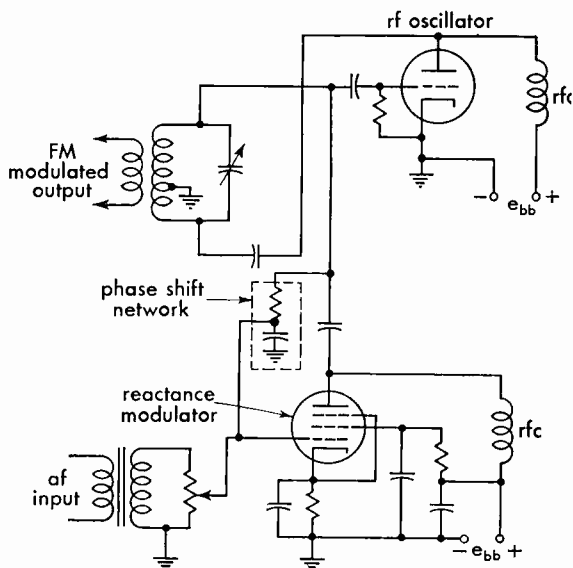 rf oscillator
rfc
FM
modulated
output
− e_bb +
phase shift
network
reactance
modulator
rfc
af
input
− e_bb +